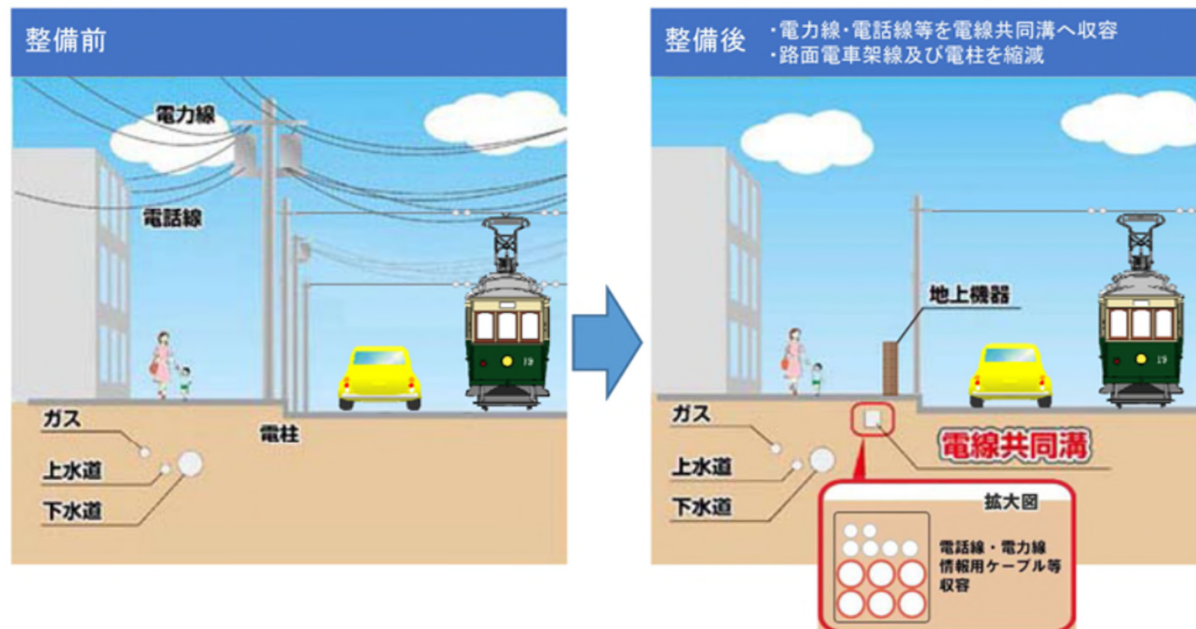 整備前
電力線
電話線
電柱
ガス
上水道
下水道
19
整備後
・電力線・電話線等を電線共同溝へ収容
・路面電車架線及び電柱を縮減
地上機器
ガス
上水道
下水道
電線共同溝
19
拡大図
電話線・電力線
情報用ケーブル等
収容